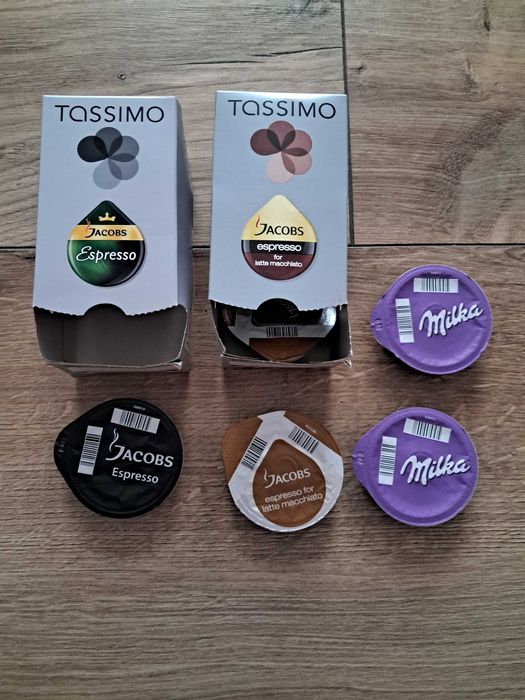 TASSIMO
JACOBS
Espresso
TASSIMO
JACOBS
espresso
for
latte macchiato
Milka
JACOBS
Espresso
JACOBS
espresso for
latte macchiato
Milka